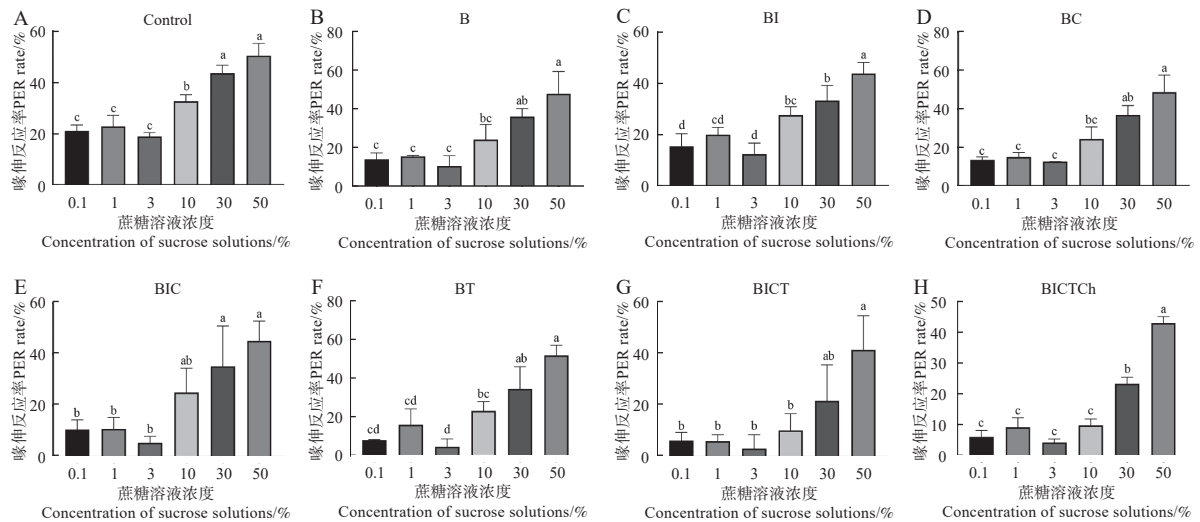 A
Control
喙伸反应率PER rate/%
60
40
20
0
c c c b a a
0.1 1 3 10 30 50
蔗糖溶液浓度
Concentration of sucrose solutions/%
B
B
喙伸反应率PER rate/%
80
60
40
20
0
c c c bc ab a
0.1 1 3 10 30 50
蔗糖溶液浓度
Concentration of sucrose solutions/%
C
BI
喙伸反应率PER rate/%
60
40
20
0
d cd d bc b a
0.1 1 3 10 30 50
蔗糖溶液浓度
Concentration of sucrose solutions/%
D
BC
喙伸反应率PER rate/%
80
60
40
20
0
c c c bc ab a
0.1 1 3 10 30 50
蔗糖溶液浓度
Concentration of sucrose solutions/%
E
BIC
喙伸反应率PER rate/%
60
40
20
0
b b b ab a a
0.1 1 3 10 30 50
蔗糖溶液浓度
Concentration of sucrose solutions/%
F
BT
喙伸反应率PER rate/%
80
60
40
20
0
cd cd d bc ab a
0.1 1 3 10 30 50
蔗糖溶液浓度
Concentration of sucrose solutions/%
G
BICT
喙伸反应率PER rate/%
60
40
20
0
b b b b ab a
0.1 1 3 10 30 50
蔗糖溶液浓度
Concentration of sucrose solutions/%
H
BICTCh
喙伸反应率PER rate/%
50
40
30
20
10
0
c c c c b a
0.1 1 3 10 30 50
蔗糖溶液浓度
Concentration of sucrose solutions/%